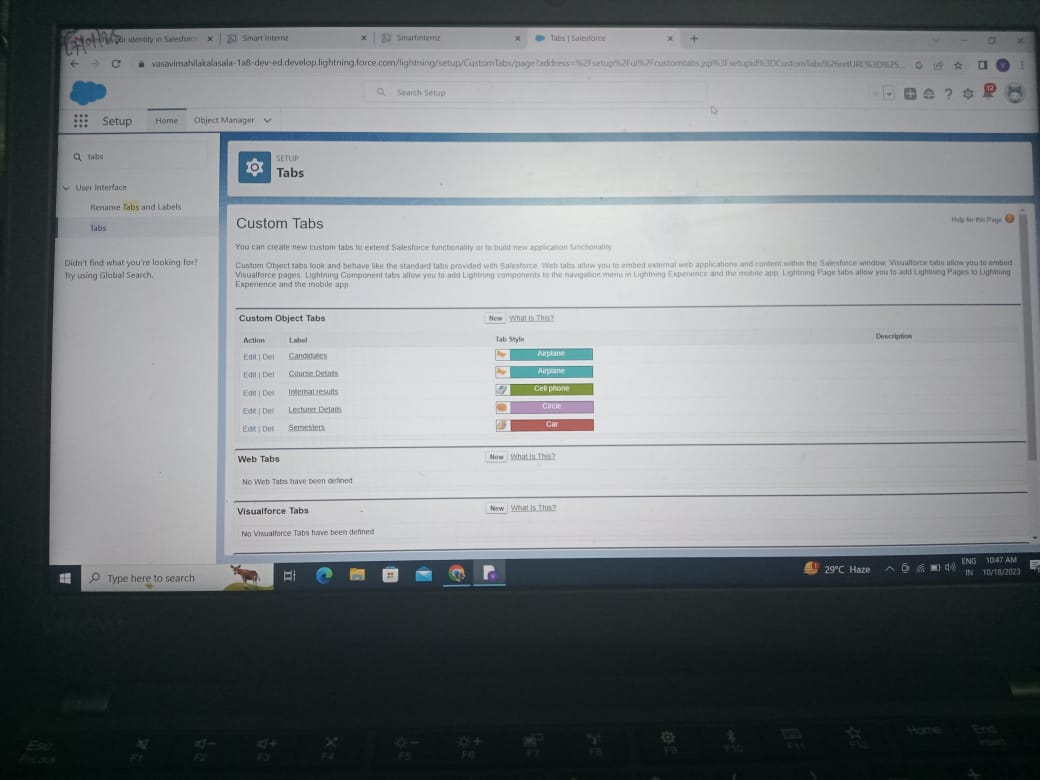 identity in Salesforc
Smart Internz
Smartinternz
Tabs | Salesforce
vasavimahilakalasala-1a8-dev-ed.develop.lightning.force.com/lightning/setup/CustomTabs/page?address=%2Fsetup%2Fui%2Fcustomtabs.jsp%3Fsetupid%3DCustomTabs%26retURL%3D%25...
Search Setup
12
Setup
Home
Object Manager
tabs
User Interface
Rename Tabs and Labels
Tabs
Didn't find what you're looking for?
Try using Global Search.
SETUP
Tabs
Custom Tabs
Help for this Page
You can create new custom tabs to extend Salesforce functionality or to build new application functionality.
Custom Object tabs look and behave like the standard tabs provided with Salesforce. Web tabs allow you to embed external web applications and content within the Salesforce window. Visualforce tabs allow you to embed
Visualforce pages. Lightning Component tabs allow you to add Lightning components to the navigation menu in Lightning Experience and the mobile app. Lightning Page tabs allow you to add Lightning Pages to Lightning
Experience and the mobile app.
Custom Object Tabs New What Is This?
Action Label Tab Style Description
Edit | Del Candidates Airplane
Edit | Del Course Details Airplane
Edit | Del Internal results Cell phone
Edit | Del Lecturer Details Circle
Edit | Del Semesters Car
Web Tabs New What Is This?
No Web Tabs have been defined
Visualforce Tabs New What Is This?
No Visualforce Tabs have been defined
Type here to search
29°C Haze
ENG
IN
10:47 AM
10/18/2023
Lenovo
Esc
FnLock
F1
F2
F3
F4
F5
F6
F7
F8
F9
F10
F11
F12
Home
End
Insert